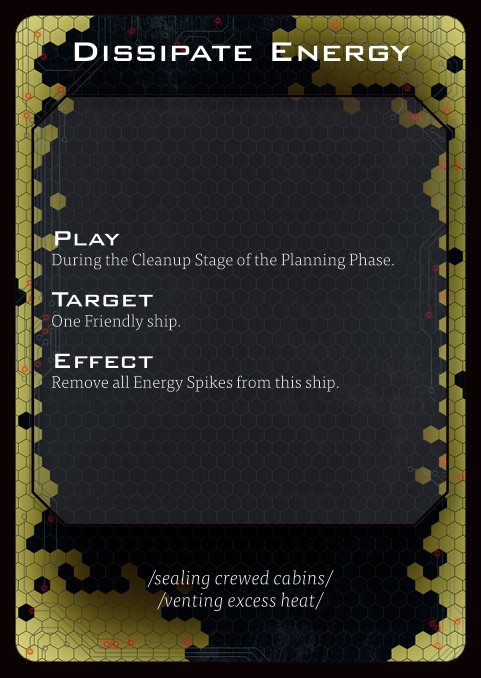 Dissipate Energy
Play
During the Cleanup Stage of the Planning Phase.
Target
One Friendly ship.
Effect
Remove all Energy Spikes from this ship.
/sealing crewed cabins/
/venting excess heat/